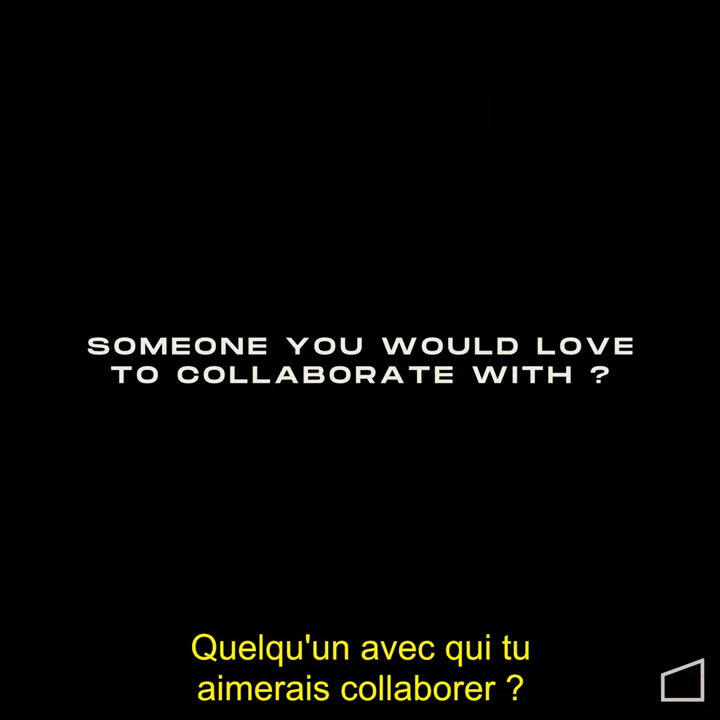 SOMEONE YOU WOULD LOVE
TO COLLABORATE WITH ?
Quelqu'un avec qui tu
aimerais collaborer ?